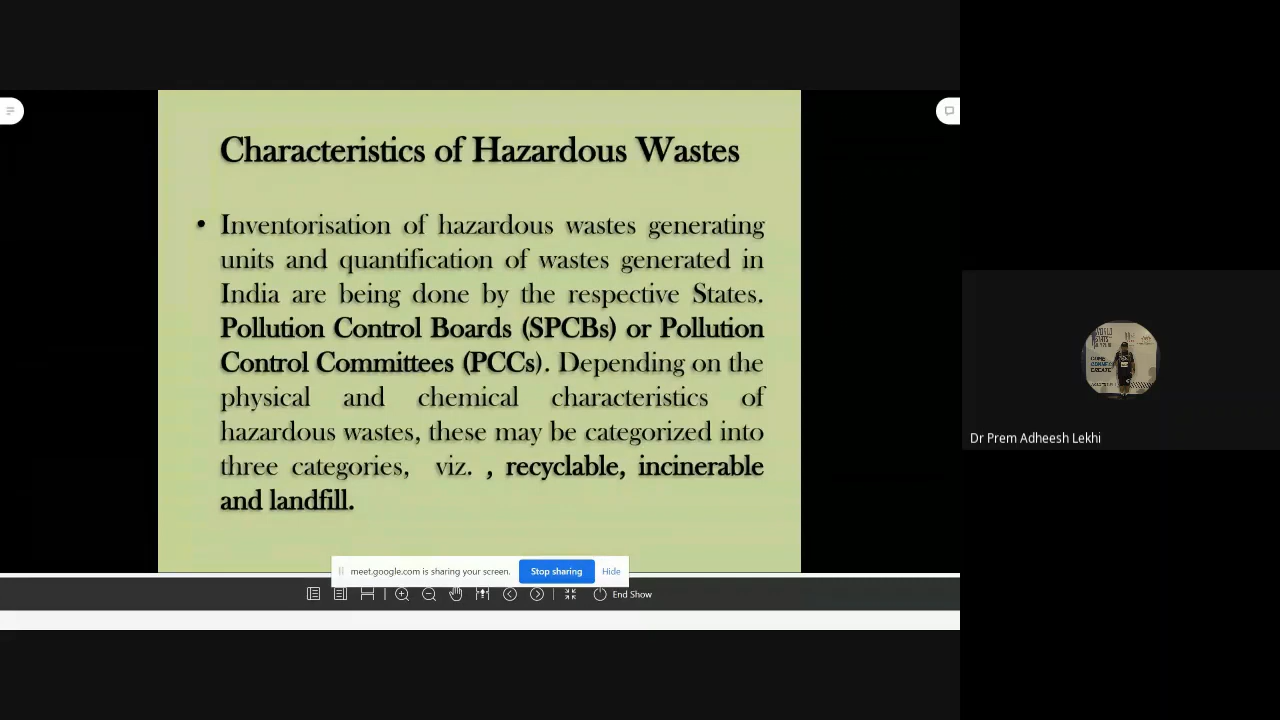 Characteristics of Hazardous Wastes
• Inventorisation of hazardous wastes generating
units and quantification of wastes generated in
India are being done by the respective States.
Pollution Control Boards (SPCBs) or Pollution
Control Committees (PCCs). Depending on the
physical and chemical characteristics of
hazardous wastes, these may be categorized into
three categories, viz. , recyclable, incinerable
and landfill.
meet.google.com is sharing your screen. Stop sharing Hide
End Show
Dr Prem Adheesh Lekhi